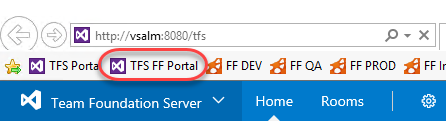 http://vsalm:8080/tfs
TFS Portal TFS FF Portal FF DEV FF QA FF PROD FF In
Team Foundation Server Home Rooms